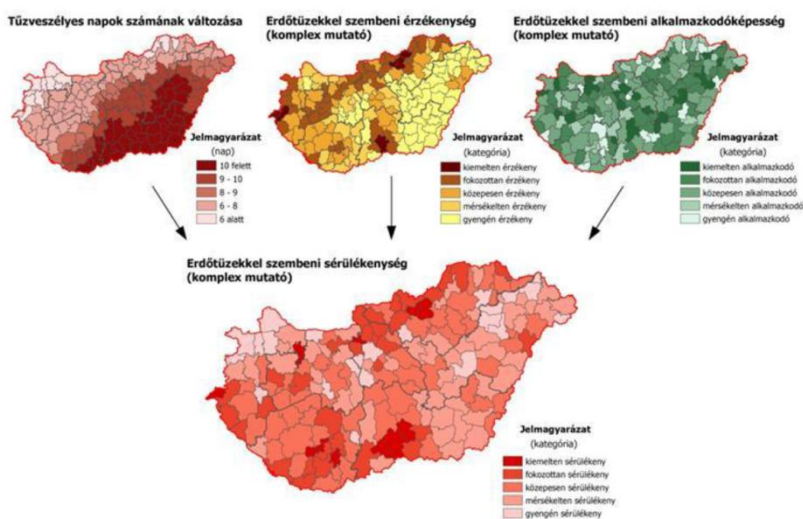 Tűzveszélyes napok számának változása
Jelmagyarázat
(nap)
10 felett
9 - 10
8 - 9
6 - 8
6 alatt
Erdőtüzekkel szembeni érzékenység
(komplex mutató)
Jelmagyarázat
(kategória)
kiemelten érzékeny
fokozottan érzékeny
közepesen érzékeny
mérsékelten érzékeny
gyengén érzékeny
Erdőtüzekkel szembeni alkalmazkodóképesség
(komplex mutató)
Jelmagyarázat
(kategória)
kiemelten alkalmazkodó
fokozottan alkalmazkodó
közepesen alkalmazkodó
mérsékelten alkalmazkodó
gyengén alkalmazkodó
Erdőtüzekkel szembeni sérülékenység
(komplex mutató)
Jelmagyarázat
(kategória)
kiemelten sérülékeny
fokozottan sérülékeny
közepesen sérülékeny
mérsékelten sérülékeny
gyengén sérülékeny